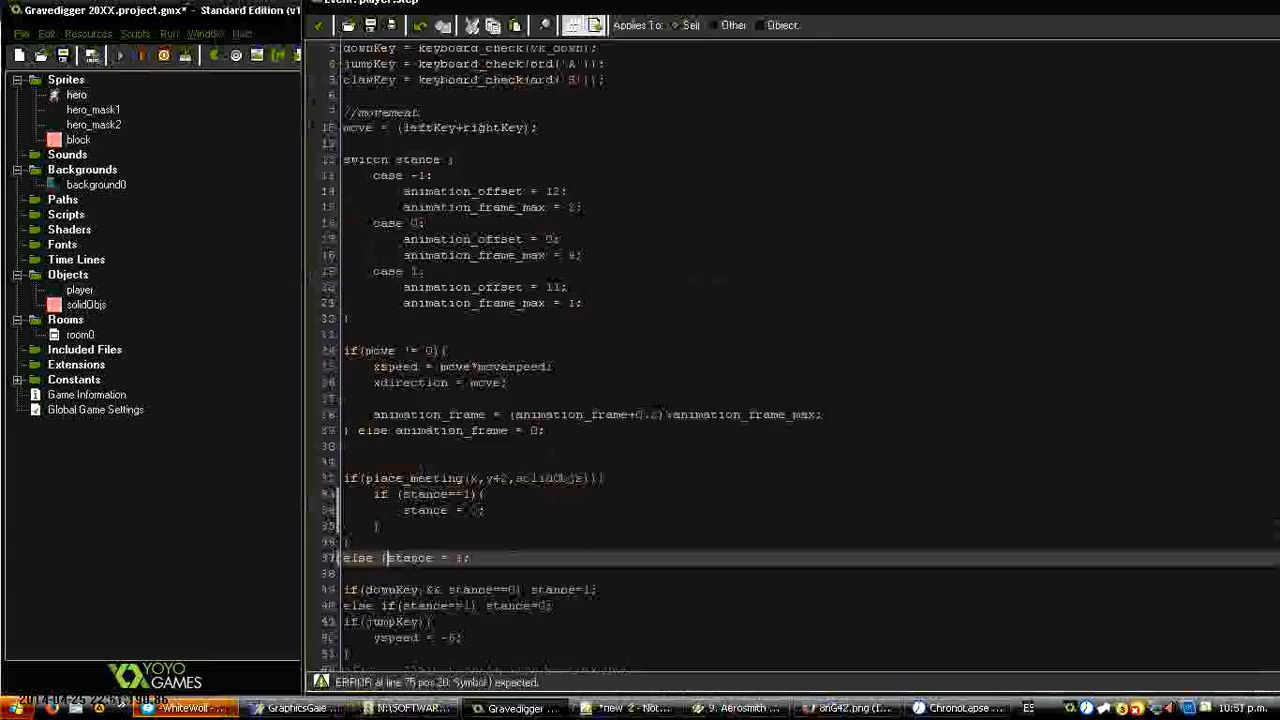 Gravedigger 20XX.project.gmx* - Standard Edition (v1
File Edit Resources Scripts Run Window Help
Sprites
hero
hero_mask1
hero_mask2
block
Sounds
Backgrounds
background0
Paths
Scripts
Shaders
Fonts
Time Lines
Objects
player
solidObjs
Rooms
room0
Included Files
Extensions
Constants
Game Information
Global Game Settings
YOYO
GAMES
Event: player.step
Applies To: Self Other Object:
downKey = keyboard_check(vk_down);
jumpKey = keyboard_check(ord('A'));
clawKey = keyboard_check(ord('S'));
//movement
move = (leftKey+rightKey);
switch stance {
case -1:
animation_offset = 12;
animation_frame_max = 2;
case 0:
animation_offset = 0;
animation_frame_max =
case 1:
animation_offset = 11;
animation_frame_max = 1;
}
if(move != 0){
xspeed = move*movespeed;
xdirection = move;
animation_frame = (animation_frame+0.2) animation_frame_max;
} else animation_frame = 0;
if(place_meeting(x,y+2,solidObjs)){
if (stance==1){
stance = 0;
}
}
else {stance = 1;
if(downKey && stance==0) stance=1;
else if(stance==1) stance=0;
if(jumpKey){
yspeed =
}
ERROR at line 75 pos 20: Symbol } expected.
-WhiteWolf-
GraphicsGale
N:\SOFTWAR...
Gravedigger
*new 2 - Not...
9. Aerosmith ...
8riG42.png (Im...
ChronoLapse
ES
10:51 p.m.